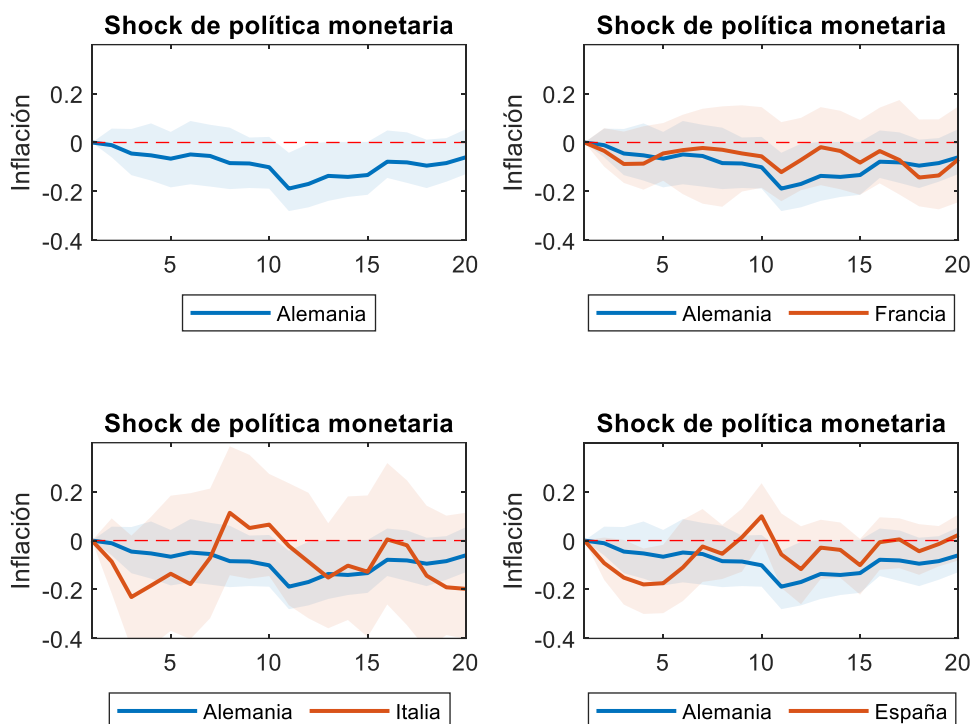 Shock de política monetaria
Inflación
0.2
0
-0.2
-0.4
5 10 15 20
Alemania
Shock de política monetaria
Inflación
0.2
0
-0.2
-0.4
5 10 15 20
Alemania Francia
Shock de política monetaria
Inflación
0.2
0
-0.2
-0.4
5 10 15 20
Alemania Italia
Shock de política monetaria
Inflación
0.2
0
-0.2
-0.4
5 10 15 20
Alemania España